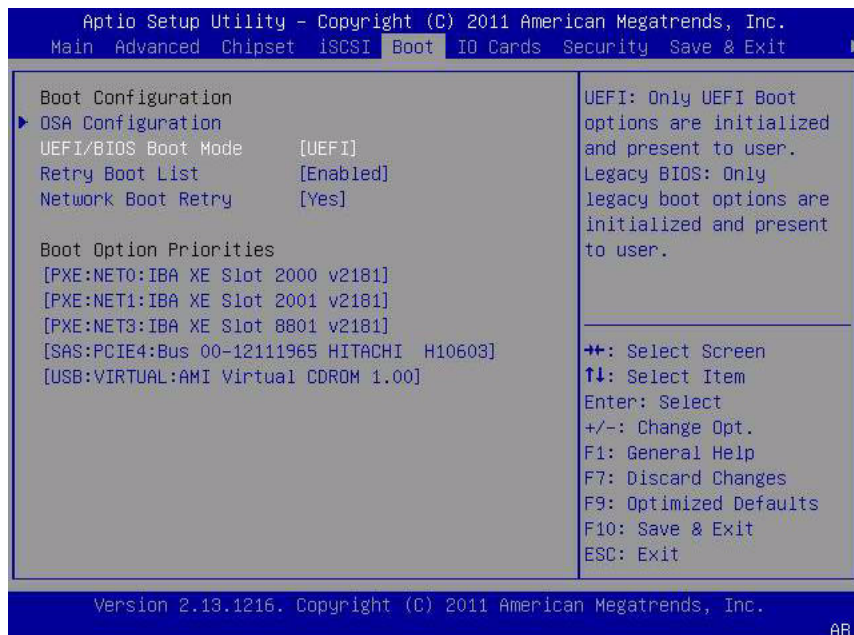 Aptio Setup Utility – Copyright (C) 2011 American Megatrends, Inc.
Main Advanced Chipset iSCSI Boot IO Cards Security Save & Exit
Boot Configuration
OSA Configuration
UEFI/BIOS Boot Mode [UEFI]
Retry Boot List [Enabled]
Network Boot Retry [Yes]
Boot Option Priorities
[PXE:NET0:IBA XE Slot 2000 v2181]
[PXE:NET1:IBA XE Slot 2001 v2181]
[PXE:NET3:IBA XE Slot 8801 v2181]
[SAS:PCIE4:Bus 00-12111965 HITACHI H10603]
[USB:VIRTUAL:AMI Virtual CDROM 1.00]
UEFI: Only UEFI Boot
options are initialized
and present to user.
Legacy BIOS: Only
legacy boot options are
initialized and present
to user.
→←: Select Screen
↑↓: Select Item
Enter: Select
+/-: Change Opt.
F1: General Help
F7: Discard Changes
F9: Optimized Defaults
F10: Save & Exit
ESC: Exit
Version 2.13.1216. Copyright (C) 2011 American Megatrends, Inc.
AB